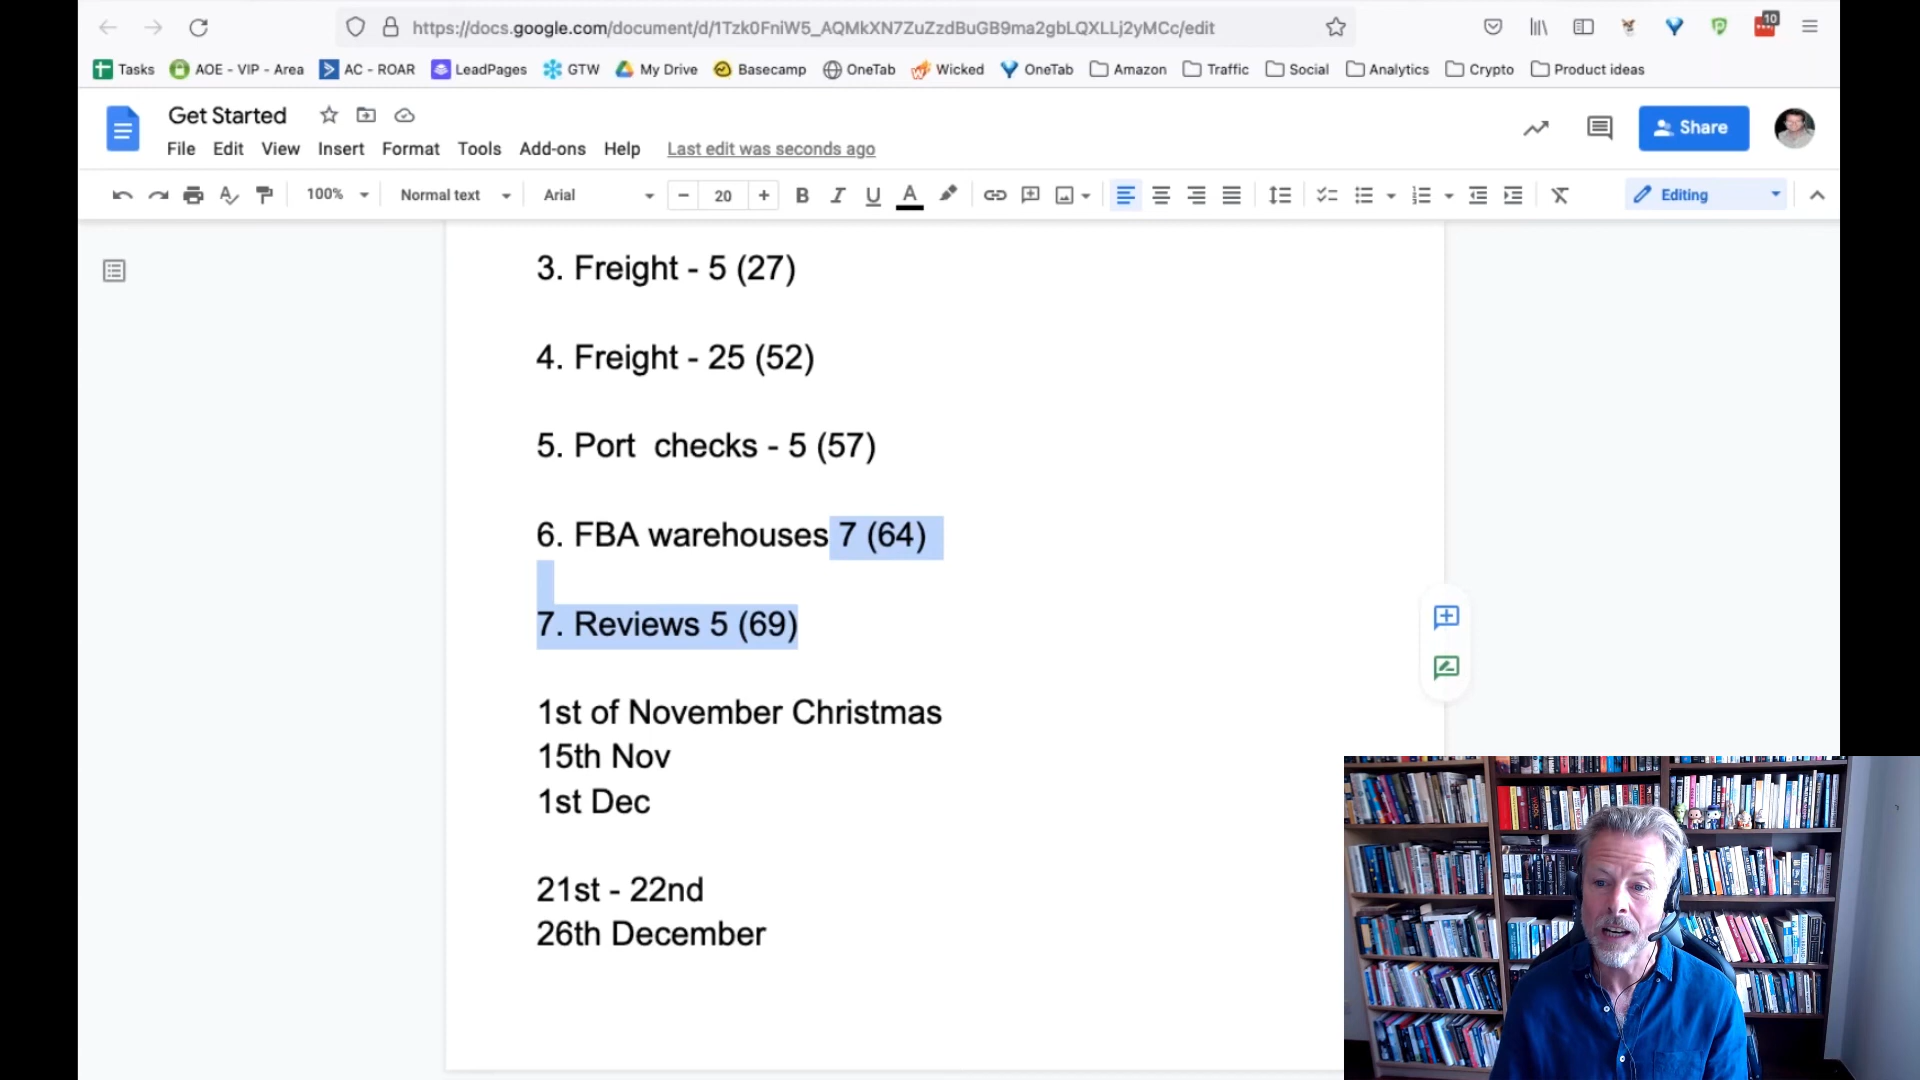 https://docs.google.com/document/d/1Tzk0FniW5_AQMkXN7ZuZzdBuGB9ma2gbLQXLLj2yMCc/edit
10
Tasks AOE - VIP - Area AC - ROAR LeadPages GTW My Drive Basecamp OneTab Wicked OneTab Amazon Traffic Social Analytics Crypto Product ideas
Get Started
Share
File Edit View Insert Format Tools Add-ons Help Last edit was seconds ago
100% Normal text Arial 20 Editing
3. Freight - 5 (27)
4. Freight - 25 (52)
5. Port  checks - 5 (57)
6. FBA warehouses 7 (64)
7. Reviews 5 (69)
1st of November Christmas
15th Nov
1st Dec
21st - 22nd
26th December